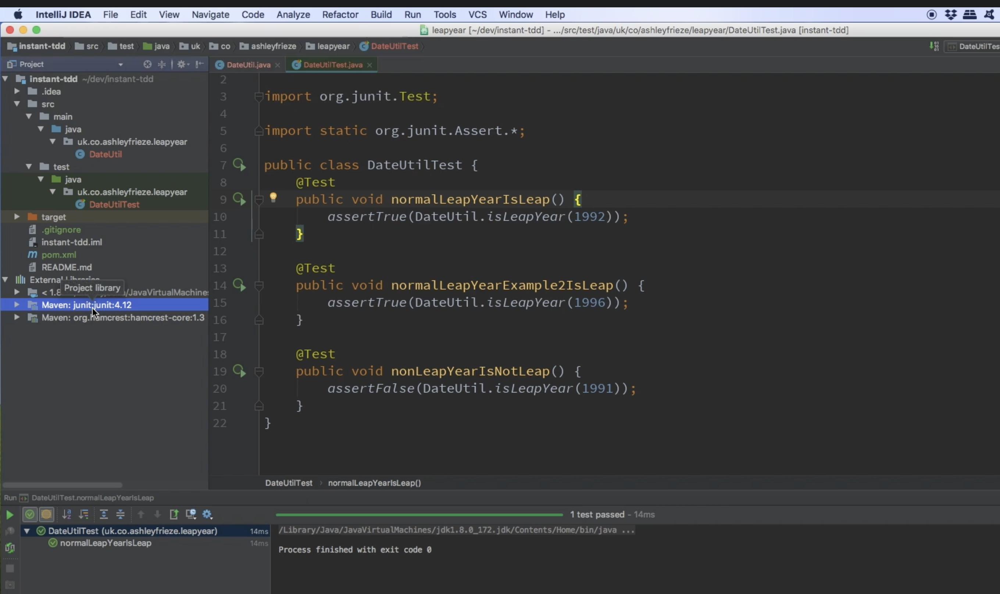 IntelliJ IDEA File Edit View Navigate Code Analyze Refactor Build Run Tools VCS Window Help
leapyear [~/dev/instant-tdd] - .../src/test/java/uk/co/ashleyfrieze/leapyear/DateUtilTest.java [instant-tdd]
instant-tdd src test java uk co ashleyfrieze leapyear DateUtilTest
DateUtilTes
Project
DateUtil.java DateUtilTest.java
instant-tdd ~/dev/instant-tdd
.idea
src
main
java
uk.co.ashleyfrieze.leapyear
DateUtil
test
java
uk.co.ashleyfrieze.leapyear
DateUtilTest
target
.gitignore
instant-tdd.iml
m pom.xml
README.md
External Libraries
Project library
< 1.8 /JavaVirtualMachines
Maven: junit:junit:4.12
Maven: org.hamcrest:hamcrest-core:1.3
2
3 import org.junit.Test;
4
5 import static org.junit.Assert.*;
6
7 public class DateUtilTest {
8 @Test
9 public void normalLeapYearIsLeap() {
10 assertTrue(DateUtil.isLeapYear(1992));
11 }
12
13 @Test
14 public void normalLeapYearExample2IsLeap() {
15 assertTrue(DateUtil.isLeapYear(1996));
16 }
17
18 @Test
19 public void nonLeapYearIsNotLeap() {
20 assertFalse(DateUtil.isLeapYear(1991));
21 }
22 }
DateUtilTest › normalLeapYearIsLeap()
Run DateUtilTest.normalLeapYearIsLeap
1 test passed - 14ms
DateUtilTest (uk.co.ashleyfrieze.leapyear) 14ms
normalLeapYearIsLeap 14ms
/Library/Java/JavaVirtualMachines/jdk1.8.0_172.jdk/Contents/Home/bin/java ...
Process finished with exit code 0